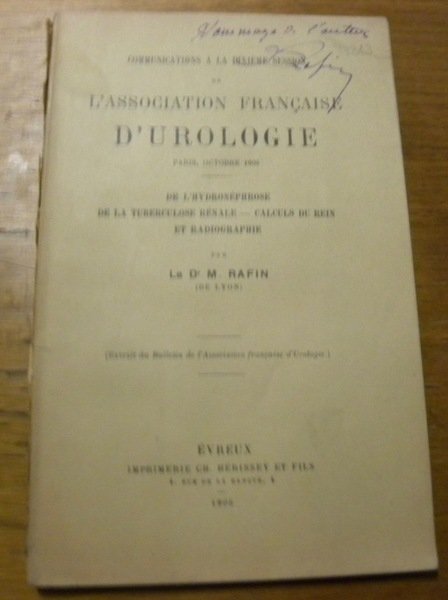 Hommage de l'auteur
Rafin
COMMUNICATIONS A LA DIXIÈME SESSION
DE
L'ASSOCIATION FRANÇAISE
D'UROLOGIE
PARIS, OCTOBRE 1906
DE L'HYDRONÉPHROSE
DE LA TUBERCULOSE RÉNALE — CALCULS DU REIN
ET RADIOGRAPHIE
PAR
Le Dr M. RAFIN
(DE LYON)
(Extrait du Bulletin de l'Association française d'Urologie.)
ÉVREUX
IMPRIMERIE CH. HÉRISSEY ET FILS
4, RUE DE LA BANQUE, 4